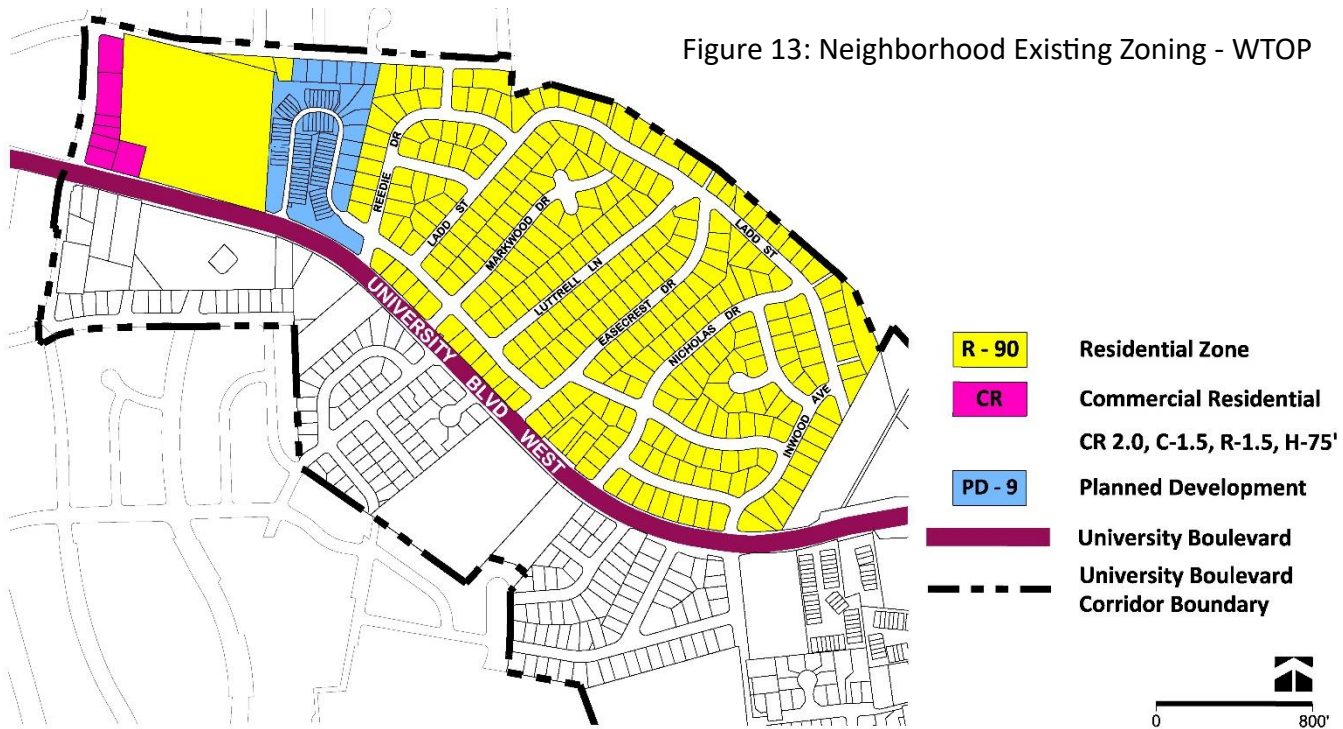 Figure 13: Neighborhood Existing Zoning - WTOP
REEDIE DR
LADD ST
MARKWOOD DR
LUTTRELL LN
EASECREST DR
LADD ST
NICHOLAS DR
INWOOD AVE
UNIVERSITY BLVD WEST
R - 90 Residential Zone
CR Commercial Residential
CR 2.0, C-1.5, R-1.5, H-75'
PD - 9 Planned Development
University Boulevard
University Boulevard
Corridor Boundary
0 800'